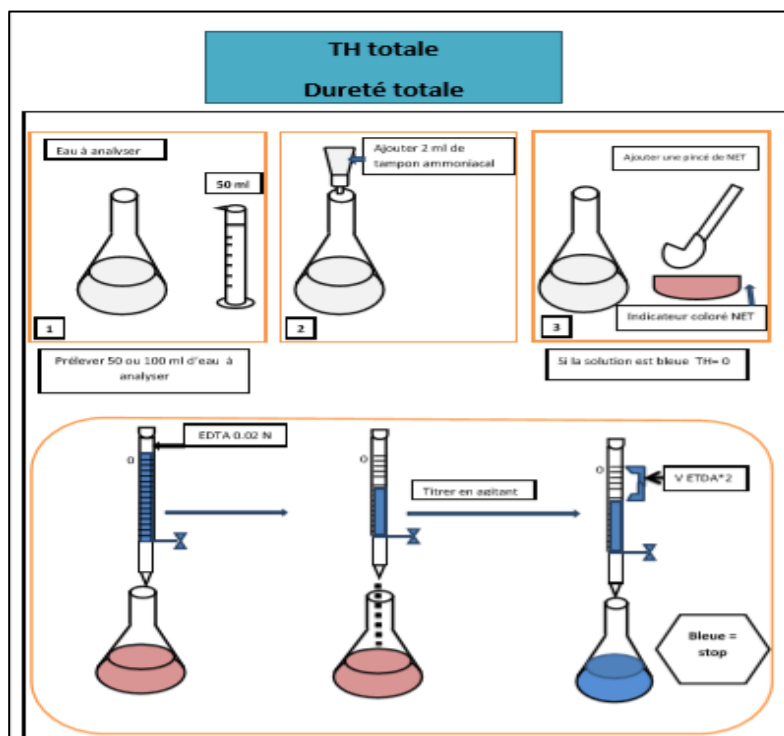 TH totale
Dureté totale
Eau à analyser
50 ml
1
Ajouter 2 ml de
tampon ammoniacal
2
Ajouter une pincé de NET
Indicateur coloré NET
3
Prélever 50 ou 100 ml d'eau à
analyser
Si la solution est bleue TH= 0
EDTA 0.02 N
0
0
Titrer en agitant
0
V ETDA*2
Bleue =
stop